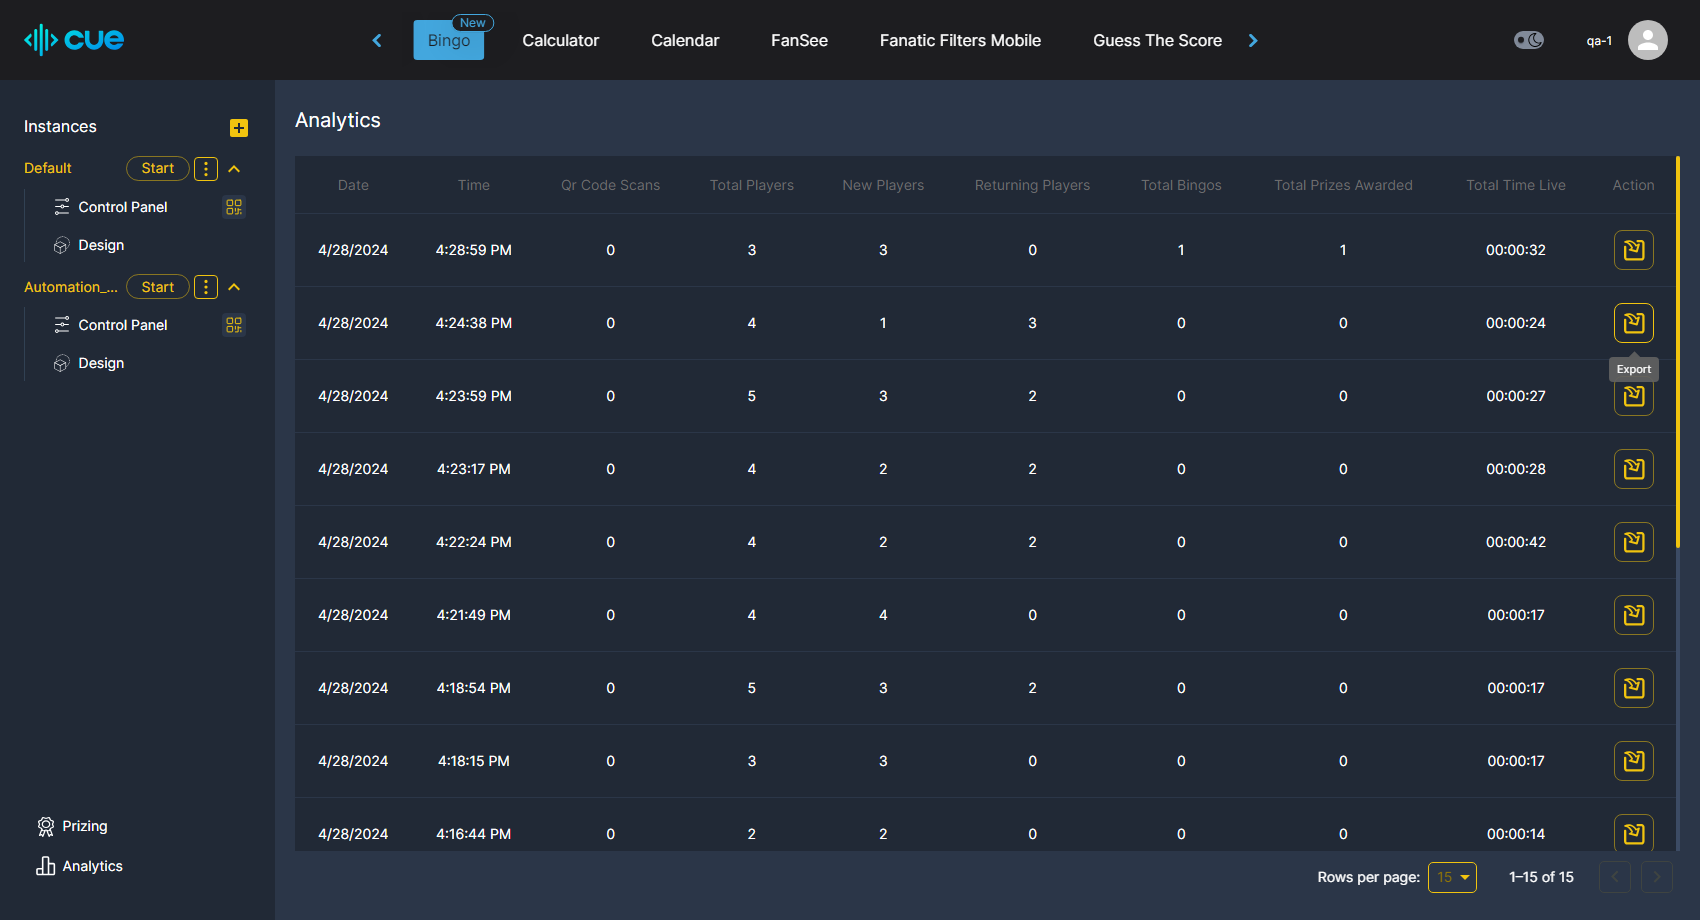 cue
Bingo
New
Calculator
Calendar
FanSee
Fanatic Filters Mobile
Guess The Score
qa-1
Instances
Default
Start
Control Panel
Design
Automation_...
Start
Control Panel
Design
Prizing
Analytics
Analytics
Date Time Qr Code Scans Total Players New Players Returning Players Total Bingos Total Prizes Awarded Total Time Live Action
4/28/2024 4:28:59 PM 0 3 3 0 1 1 00:00:32
4/28/2024 4:24:38 PM 0 4 1 3 0 0 00:00:24
Export
4/28/2024 4:23:59 PM 0 5 3 2 0 0 00:00:27
4/28/2024 4:23:17 PM 0 4 2 2 0 0 00:00:28
4/28/2024 4:22:24 PM 0 4 2 2 0 0 00:00:42
4/28/2024 4:21:49 PM 0 4 4 0 0 0 00:00:17
4/28/2024 4:18:54 PM 0 5 3 2 0 0 00:00:17
4/28/2024 4:18:15 PM 0 3 3 0 0 0 00:00:17
4/28/2024 4:16:44 PM 0 2 2 0 0 0 00:00:14
Rows per page: 15 1–15 of 15